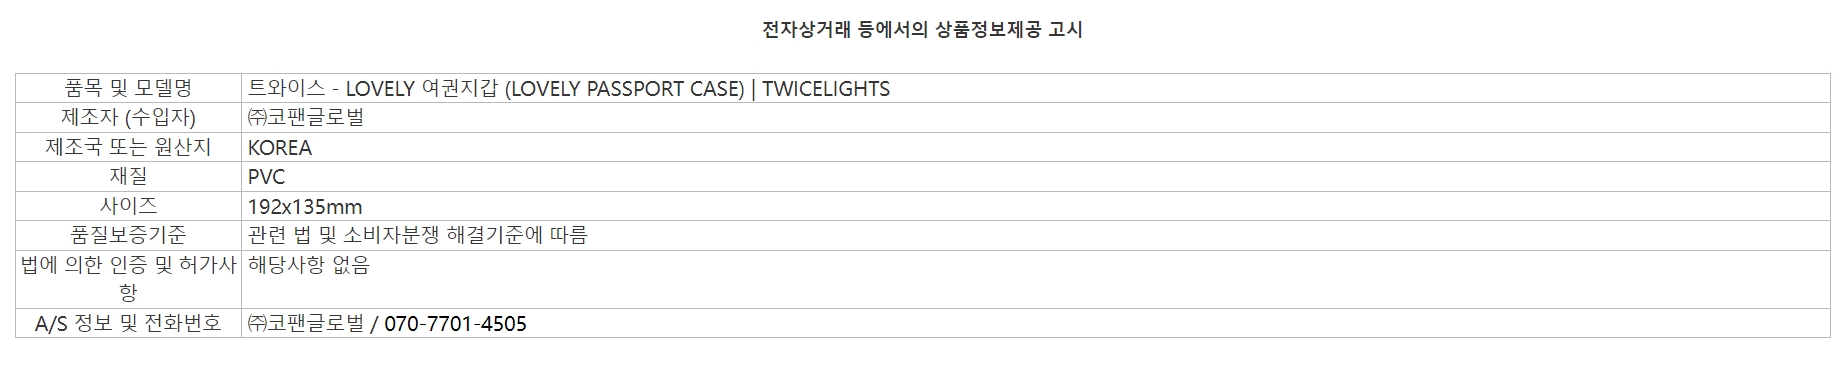 전자상거래 등에서의 상품정보제공 고시
품목 및 모델명 트와이스 - LOVELY 여권지갑 (LOVELY PASSPORT CASE) | TWICELIGHTS
제조자 (수입자) ㈜코팬글로벌
제조국 또는 원산지 KOREA
재질 PVC
사이즈 192x135mm
품질보증기준 관련 법 및 소비자분쟁 해결기준에 따름
법에 의한 인증 및 허가사 해당사항 없음
항
A/S 정보 및 전화번호 ㈜코팬글로벌 / 070-7701-4505